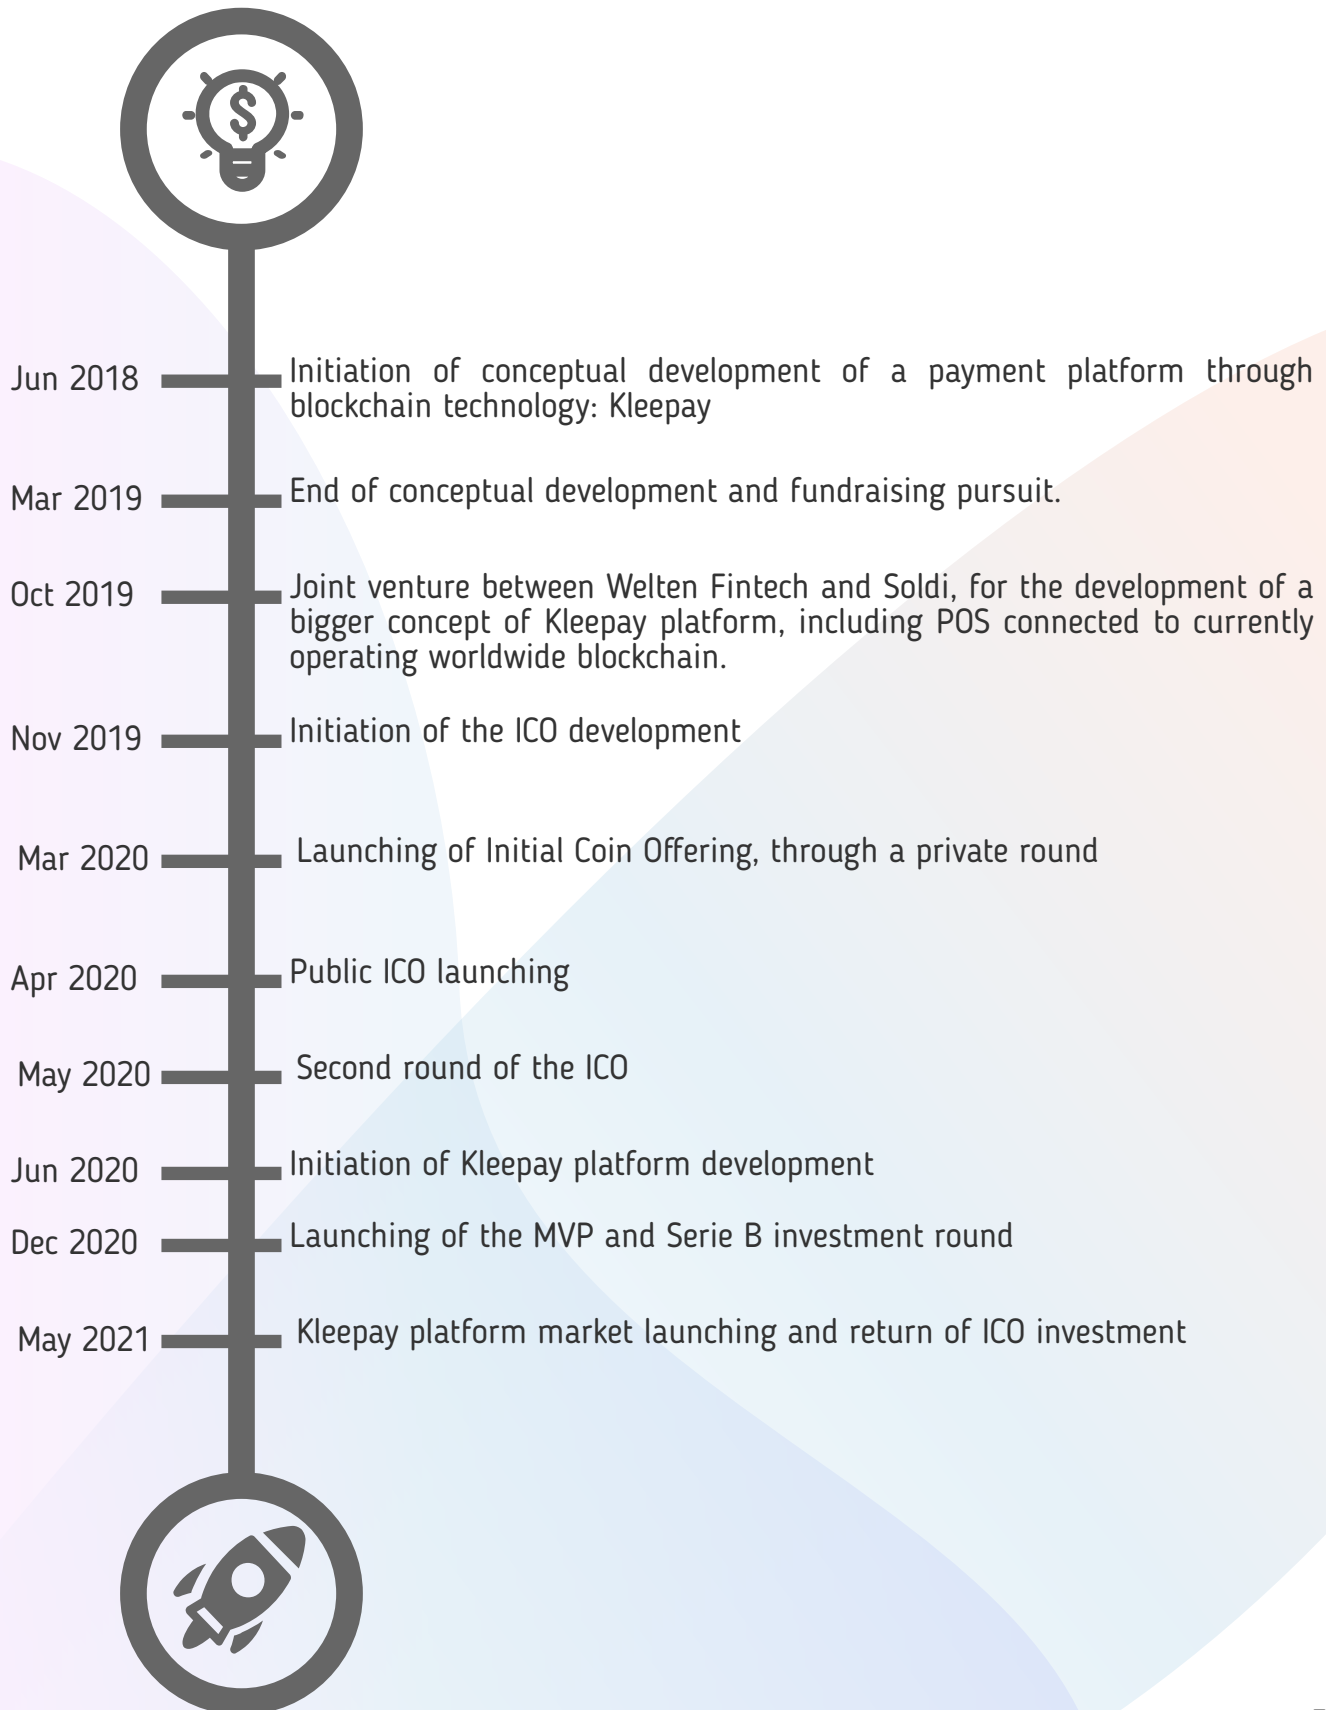 $
Jun 2018
Initiation of conceptual development of a payment platform through
blockchain technology: Kleepay
Mar 2019
End of conceptual development and fundraising pursuit.
Oct 2019
Joint venture between Welten Fintech and Soldi, for the development of a
bigger concept of Kleepay platform, including POS connected to currently
operating worldwide blockchain.
Nov 2019
Initiation of the ICO development
Mar 2020
Launching of Initial Coin Offering, through a private round
Apr 2020
Public ICO launching
May 2020
Second round of the ICO
Jun 2020
Initiation of Kleepay platform development
Dec 2020
Launching of the MVP and Serie B investment round
May 2021
Kleepay platform market launching and return of ICO investment